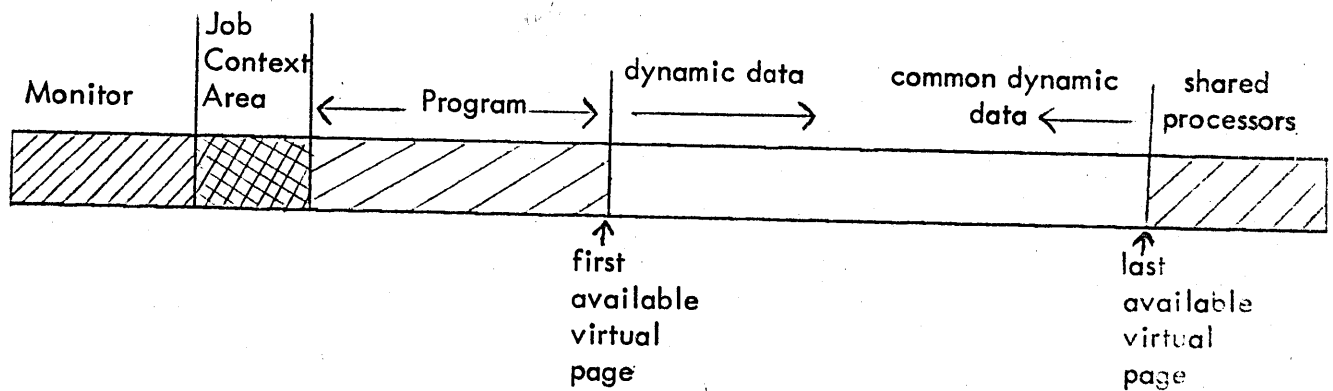 Monitor
Job
Context
Area
Program
dynamic data
common dynamic
data
shared
processors
first
available
virtual
page
last
available
virtual
page